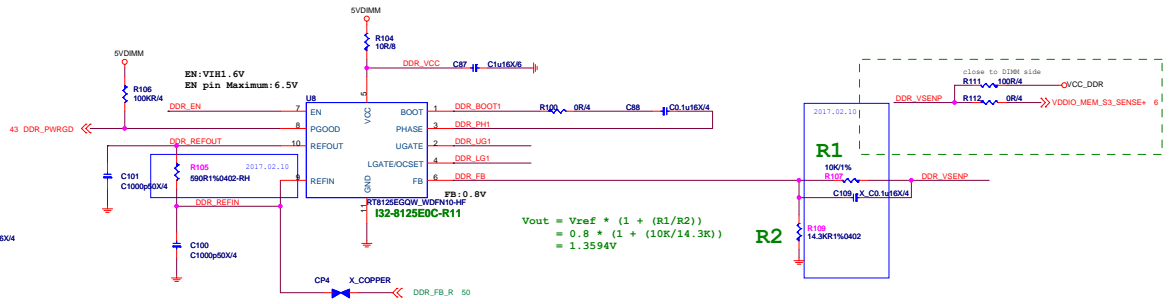 5VDIMM
R104
10R/8
5VDIMM
DDR_VCC
C87
C1u16X/6
EN:VIH1.6V
EN pin Maximum:6.5V
R106
100KR/4
U8
5
VCC
DDR_EN
7
EN
BOOT
1
DDR_BOOT1
R100
0R/4
C88
C0.1u16X/4
43 DDR_PWRGD
8
PGOOD
PHASE
3
DDR_PH1
DDR_REFOUT
10
REFOUT
UGATE
2
DDR_UG1
LGATE/OCSET
4
DDR_LG1
9
REFIN
FB
6
DDR_FB
GND
11
FB:0.8V
RT8125EGQW_WDFN10-HF
I32-8125E0C-R11
2017.02.10
R105
590R1%0402-RH
C101
C1000p50X/4
DDR_REFIN
C100
C1000p50X/4
6X/4
CP4
X_COPPER
DDR_FB_R 50
Vout = Vref * (1 + (R1/R2))
= 0.8 * (1 + (10K/14.3K))
= 1.3594V
close to DIMM side
R111
100R/4
VCC_DDR
DDR_VSENP
R112
0R/4
VDDIO_MEM_S3_SENSE+ 6
2017.02.10
R1
10K/1%
R107
DDR_VSENP
C109
X_C0.1u16X/4
R2
R109
14.3KR1%0402